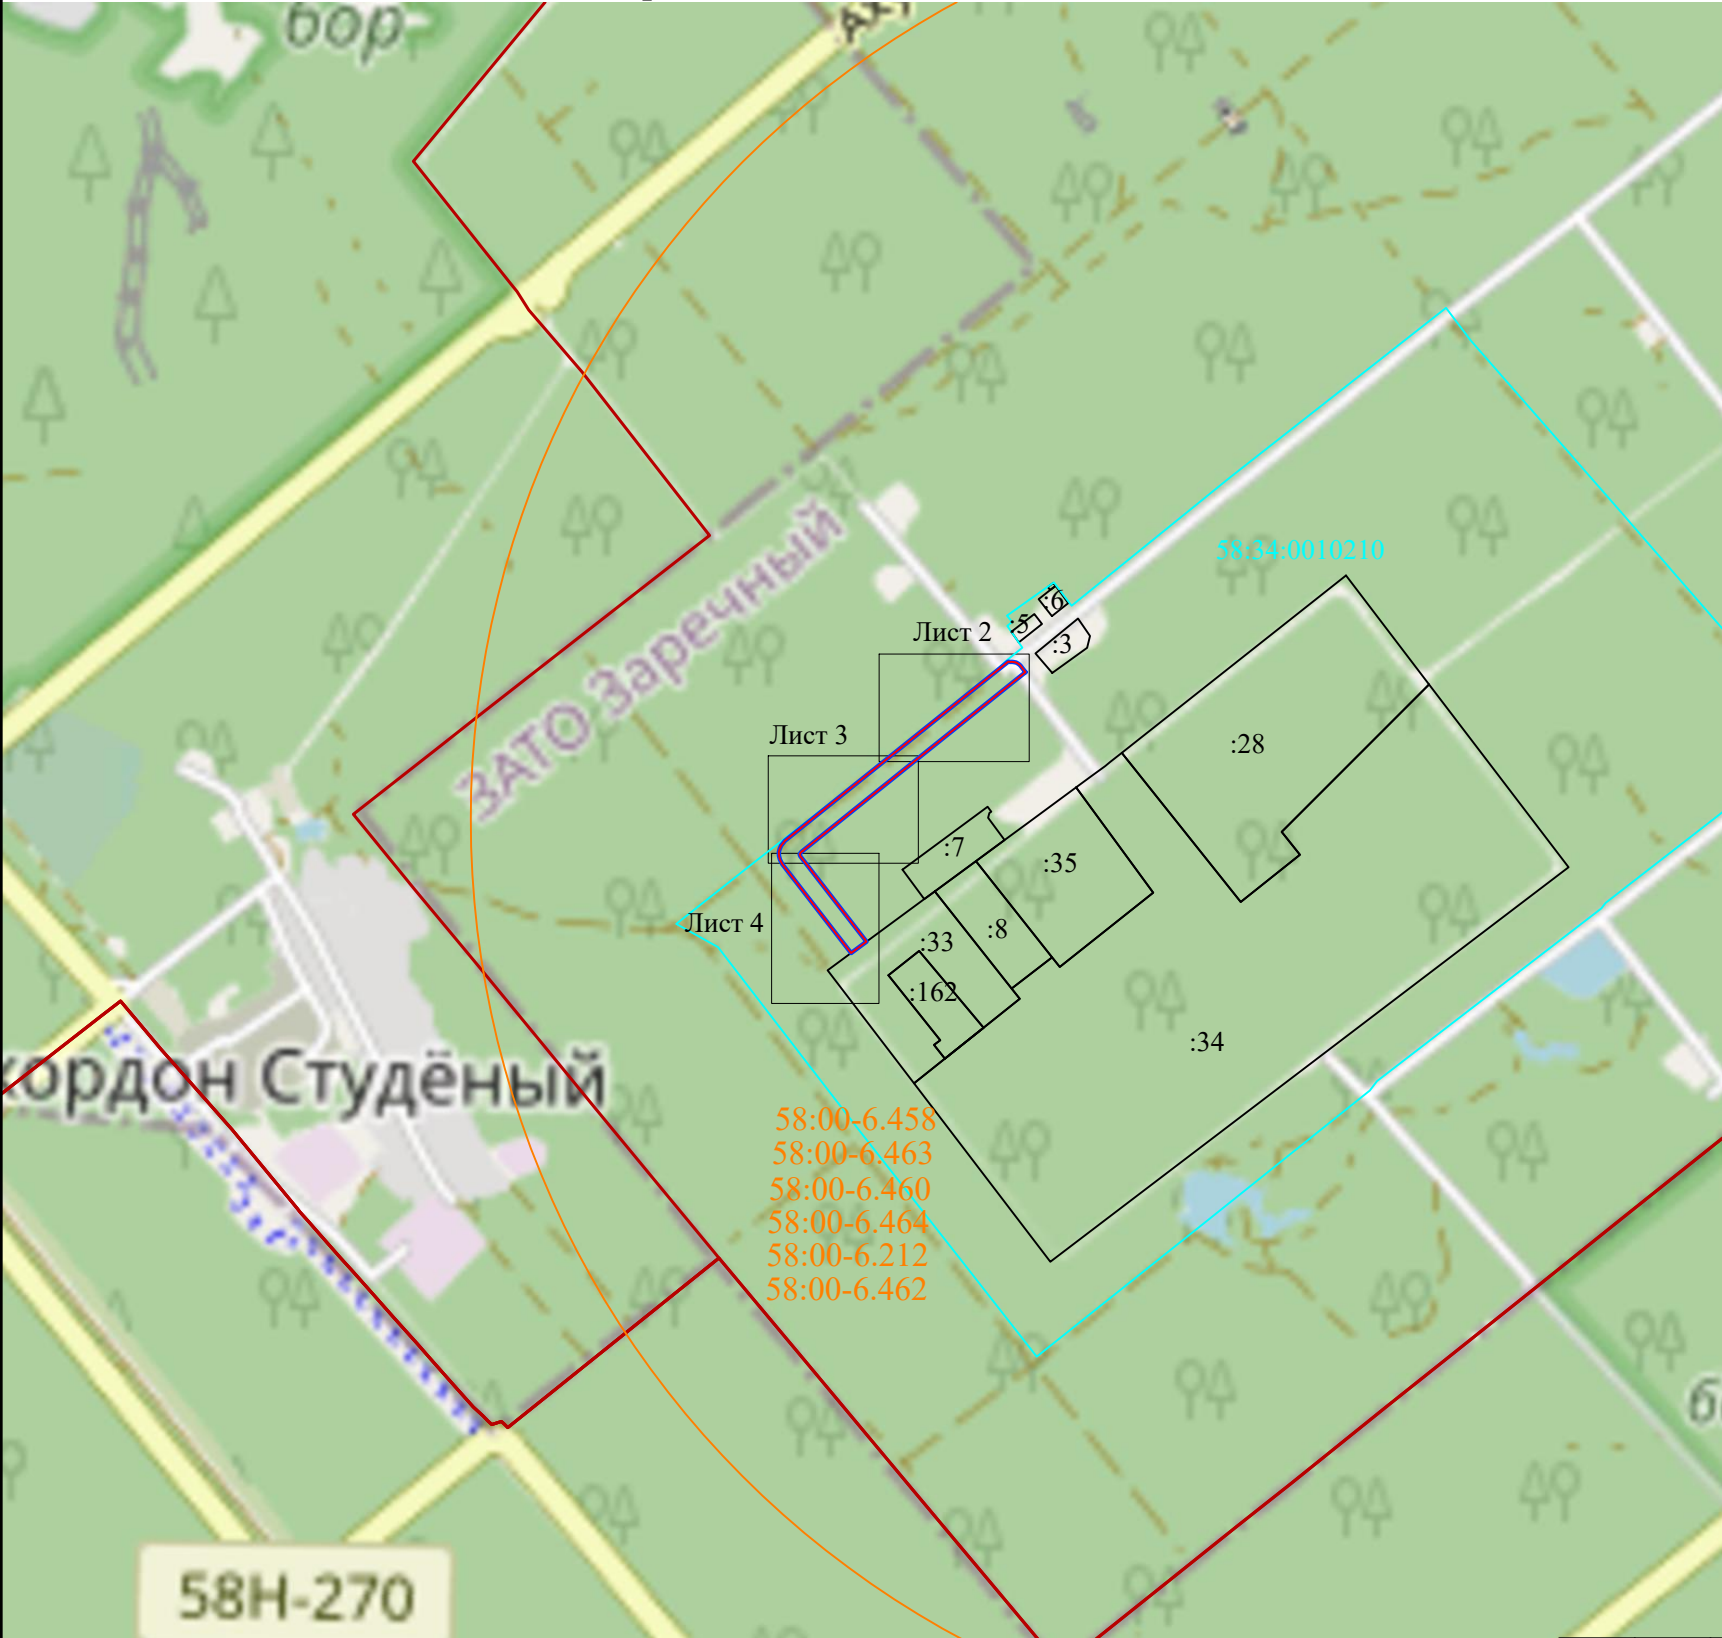 бор
58:34:0010210
:6
:5
:3
Лист 2
ЗАТО Заречный
Лист 3
:28
:7
:35
Лист 4
:8
:33
:162
:34
кордон Студёный
58:00-6.458
58:00-6.463
58:00-6.460
58:00-6.464
58:00-6.212
58:00-6.462
58Н-270